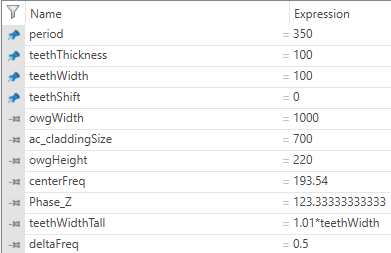 Name Expression
period = 350
teethThickness = 100
teethWidth = 100
teethShift = 0
owgWidth = 1000
ac_claddingSize = 700
owgHeight = 220
centerFreq = 193.54
Phase_Z = 123.33333333333
teethWidthTall = 1.01*teethWidth
deltaFreq = 0.5